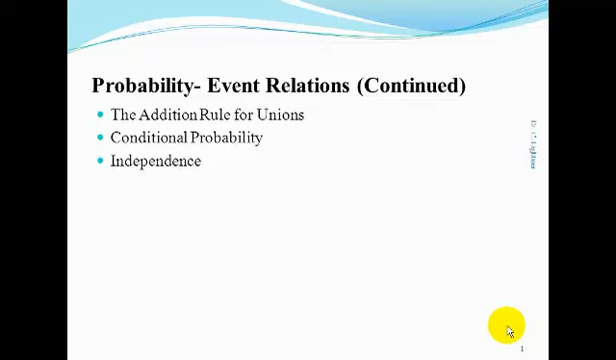 Probability- Event Relations (Continued)
The Addition Rule for Unions
Conditional Probability
Independence
1